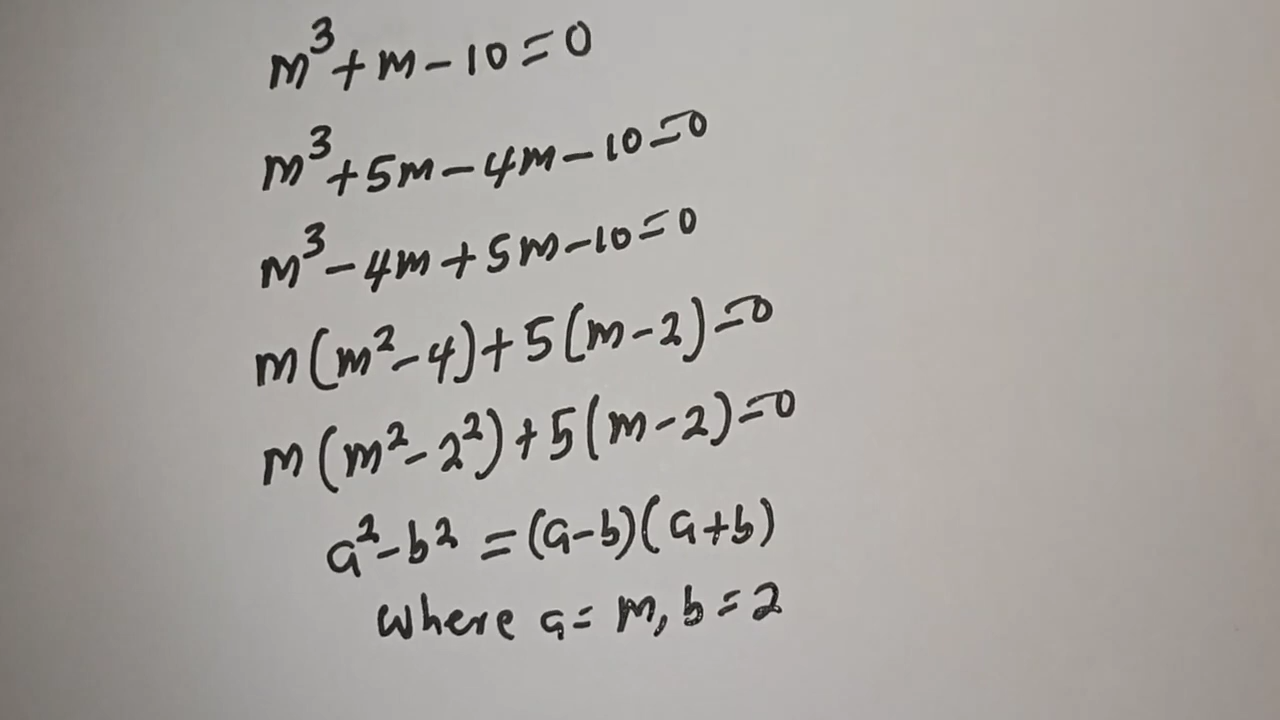 m³+m-10=0
m³+5m-4m-10=0
m³-4m+5m-10=0
m(m²-4)+5(m-2)=0
m(m²-2²)+5(m-2)=0
a²-b²=(a-b)(a+b)
where a=m, b=2